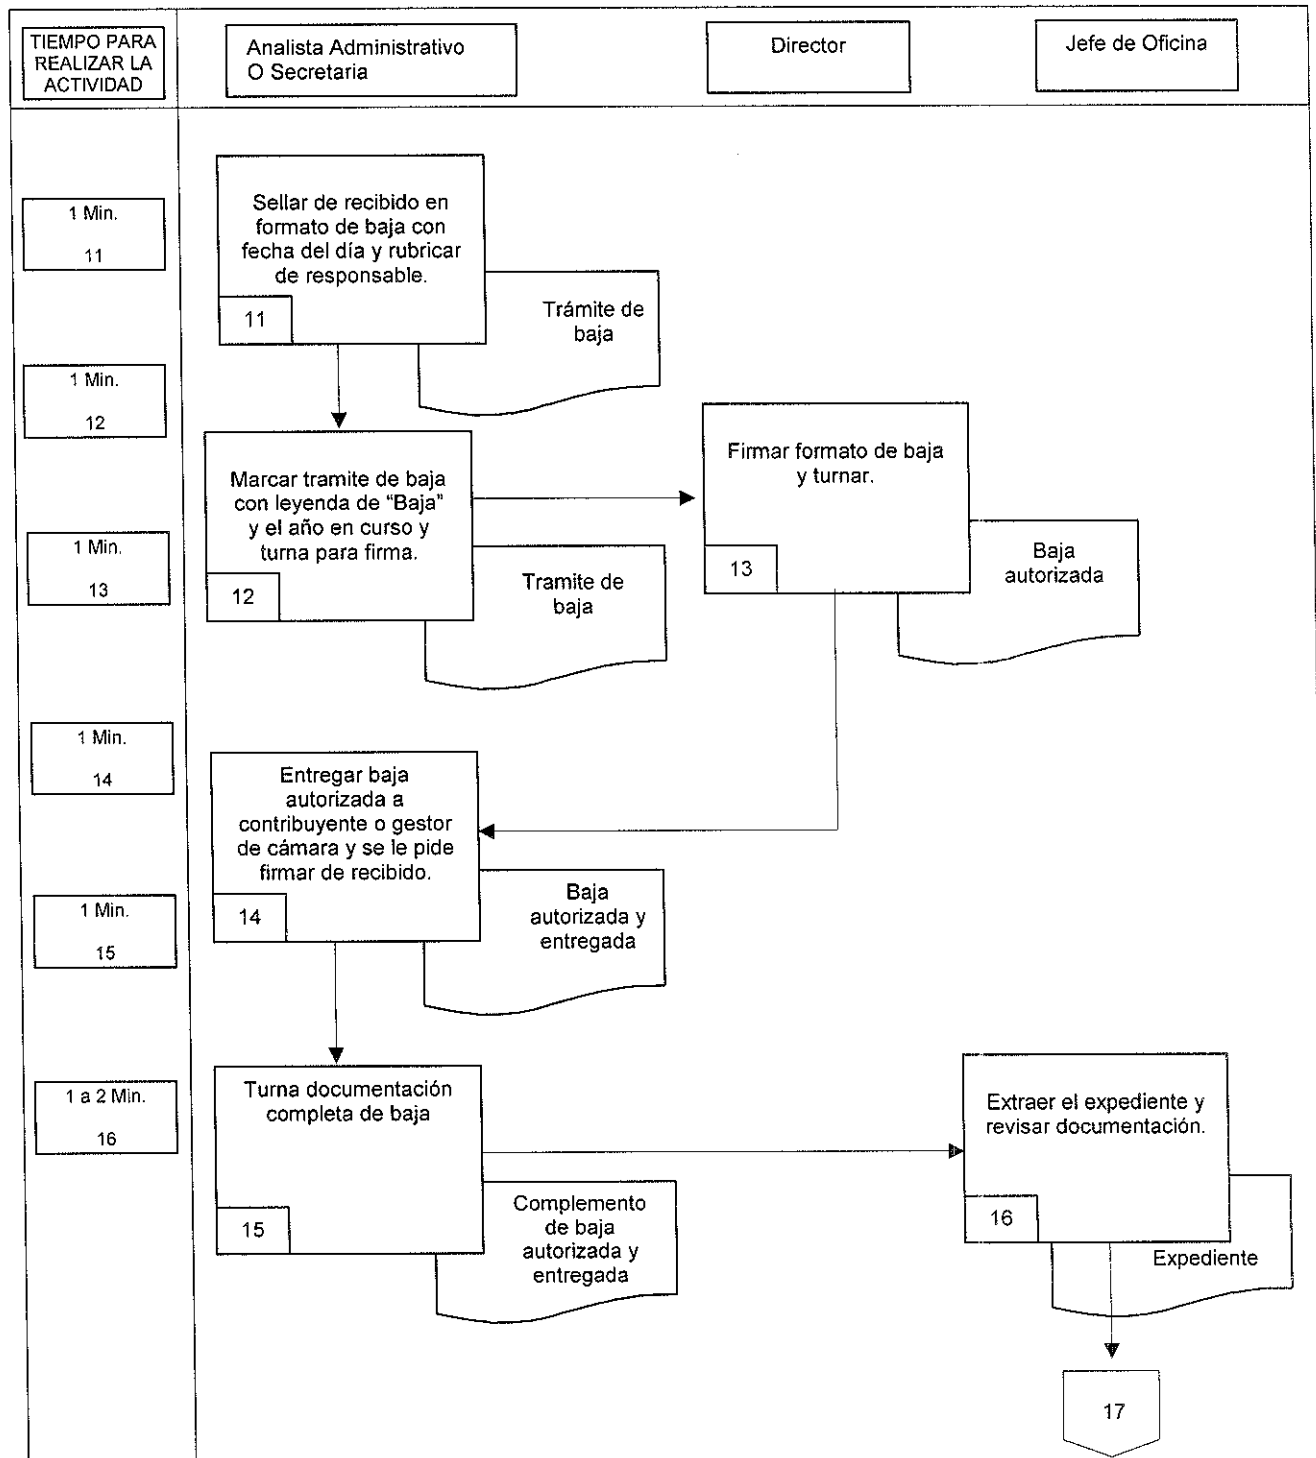 TIEMPO PARA
REALIZAR LA
ACTIVIDAD
Analista Administrativo
O Secretaria
Director
Jefe de Oficina
1 Min.
11
Sellar de recibido en
formato de baja con
fecha del día y rubricar
de responsable.
11
Trámite de
baja
1 Min.
12
Marcar tramite de baja
con leyenda de “Baja”
y el año en curso y
turna para firma.
12
Tramite de
baja
Firmar formato de baja
y turnar.
13
Baja
autorizada
1 Min.
13
1 Min.
14
Entregar baja
autorizada a
contribuyente o gestor
de cámara y se le pide
firmar de recibido.
14
Baja
autorizada y
entregada
1 Min.
15
Turna documentación
completa de baja
15
Complemento
de baja
autorizada y
entregada
1 a 2 Min.
16
Extraer el expediente y
revisar documentación.
16
Expediente
17